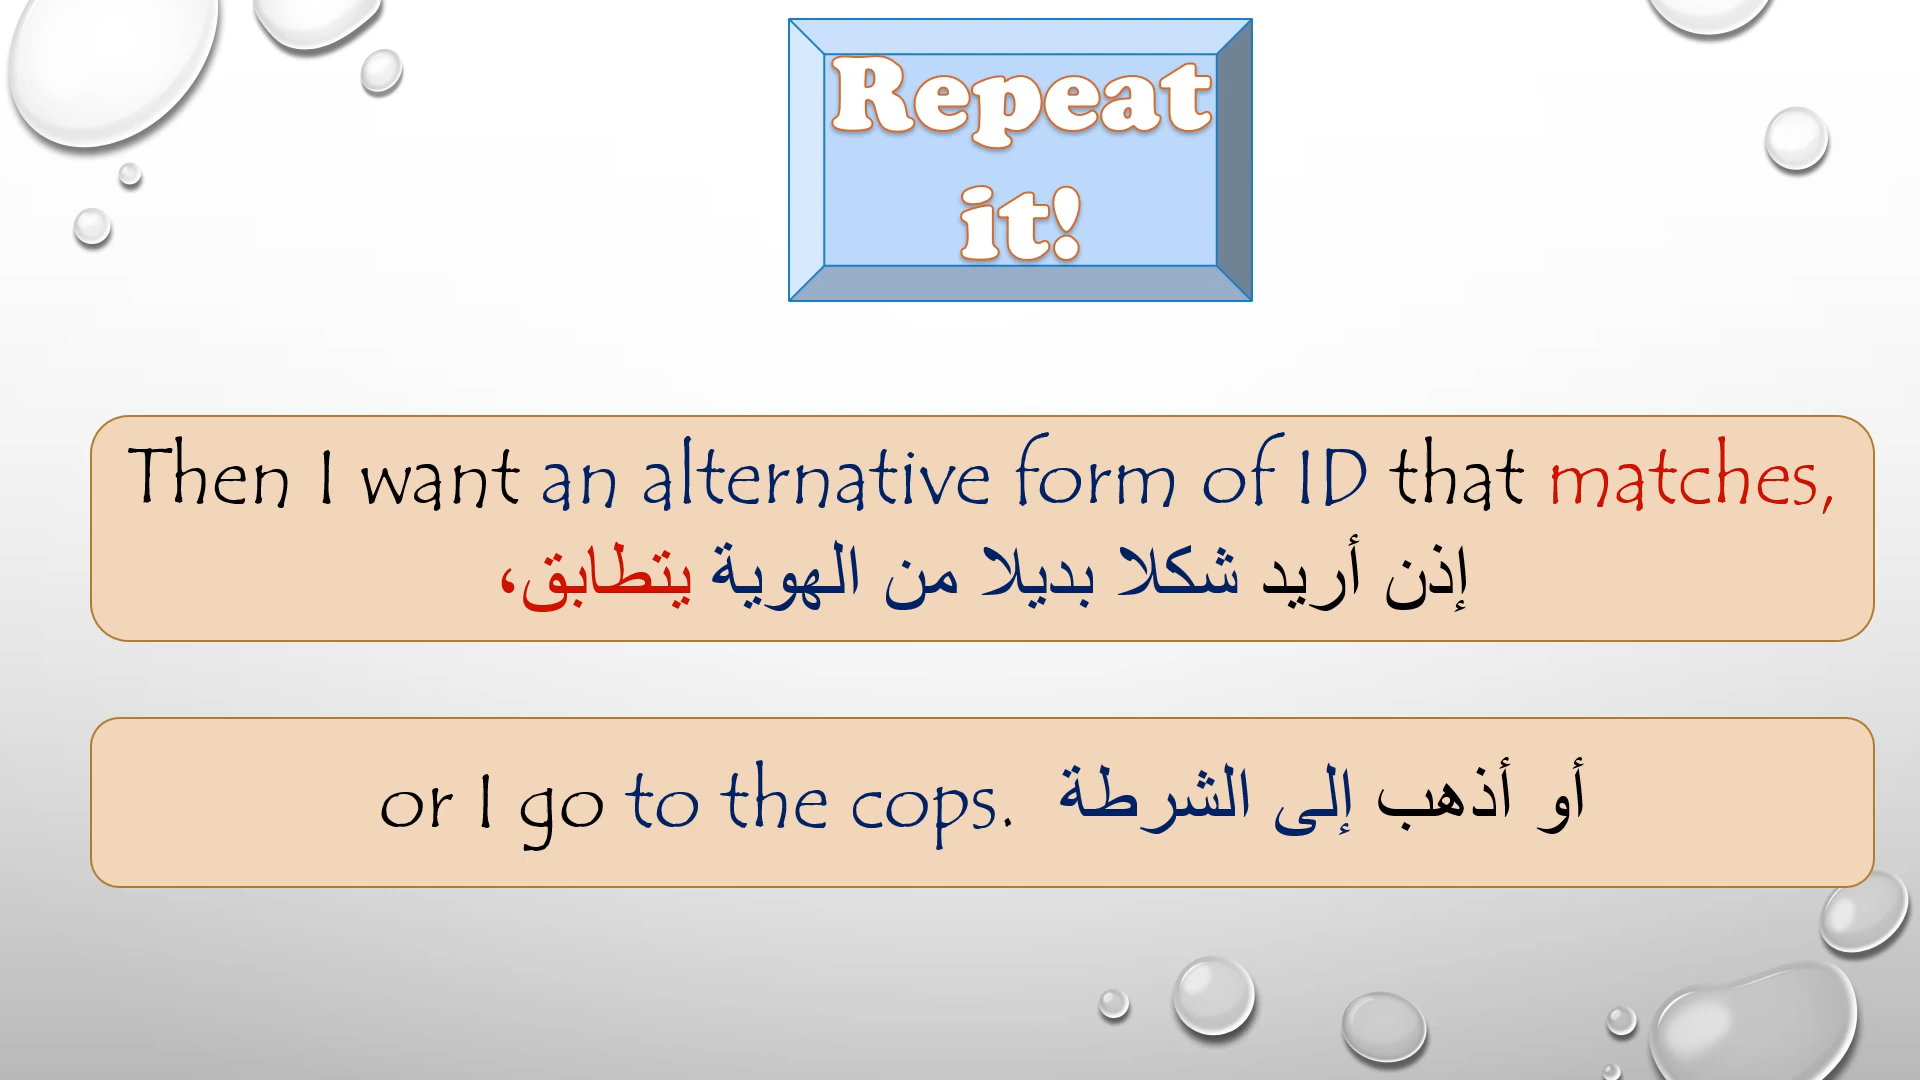 Repeat
it!
Then I want an alternative form of ID that matches,
إذن أريد شكلا بديلا من الهوية يتطابق،
or I go to the cops. أو أذهب إلى الشرطة